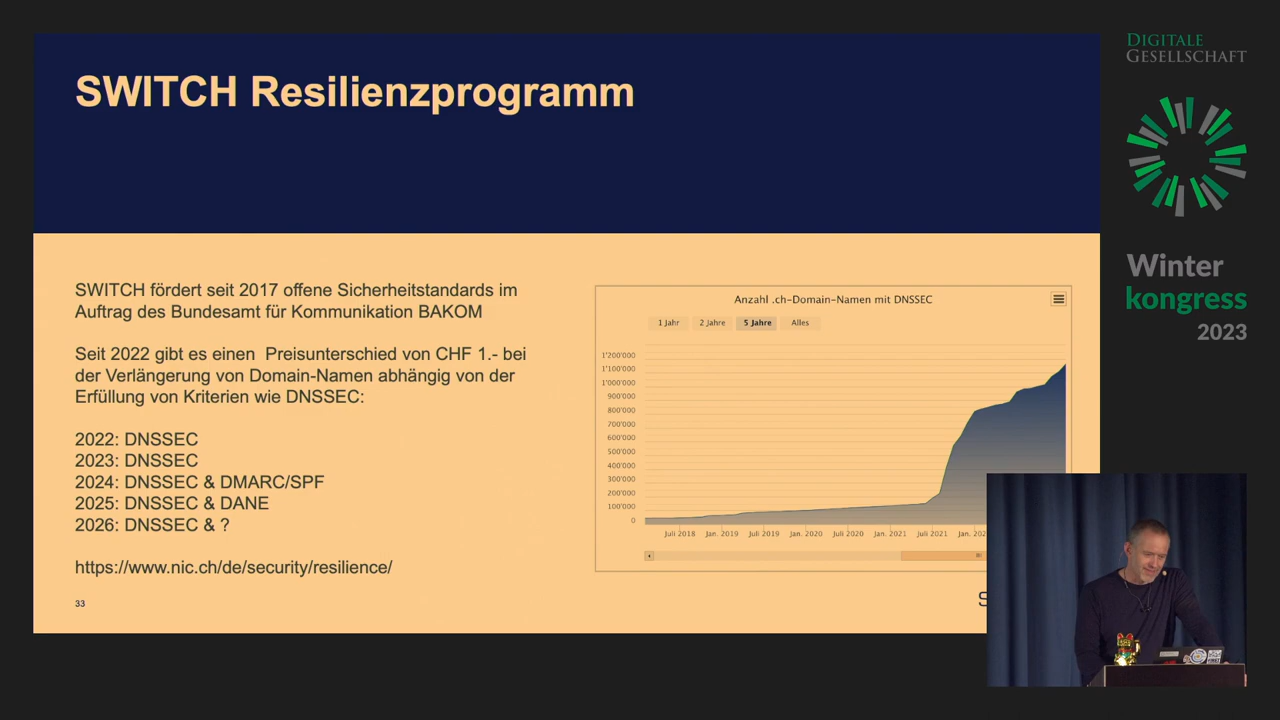 SWITCH Resilienzprogramm
SWITCH fördert seit 2017 offene Sicherheitstandards im
Auftrag des Bundesamt für Kommunikation BAKOM
Seit 2022 gibt es einen  Preisunterschied von CHF 1.- bei
der Verlängerung von Domain-Namen abhängig von der
Erfüllung von Kriterien wie DNSSEC:
2022: DNSSEC
2023: DNSSEC
2024: DNSSEC & DMARC/SPF
2025: DNSSEC & DANE
2026: DNSSEC & ?
https://www.nic.ch/de/security/resilience/
33
Anzahl .ch-Domain-Namen mit DNSSEC
1 Jahr 2 Jahre 5 Jahre Alles
1'200'000
1'100'000
1'000'000
900'000
800'000
700'000
600'000
500'000
400'000
300'000
200'000
100'000
0
Juli 2018 Jan. 2019 Juli 2019 Jan. 2020 Juli 2020 Jan. 2021 Juli 2021 Jan. 202
S
DIGITALE
GESELLSCHAFT
Winter
kongress
2023